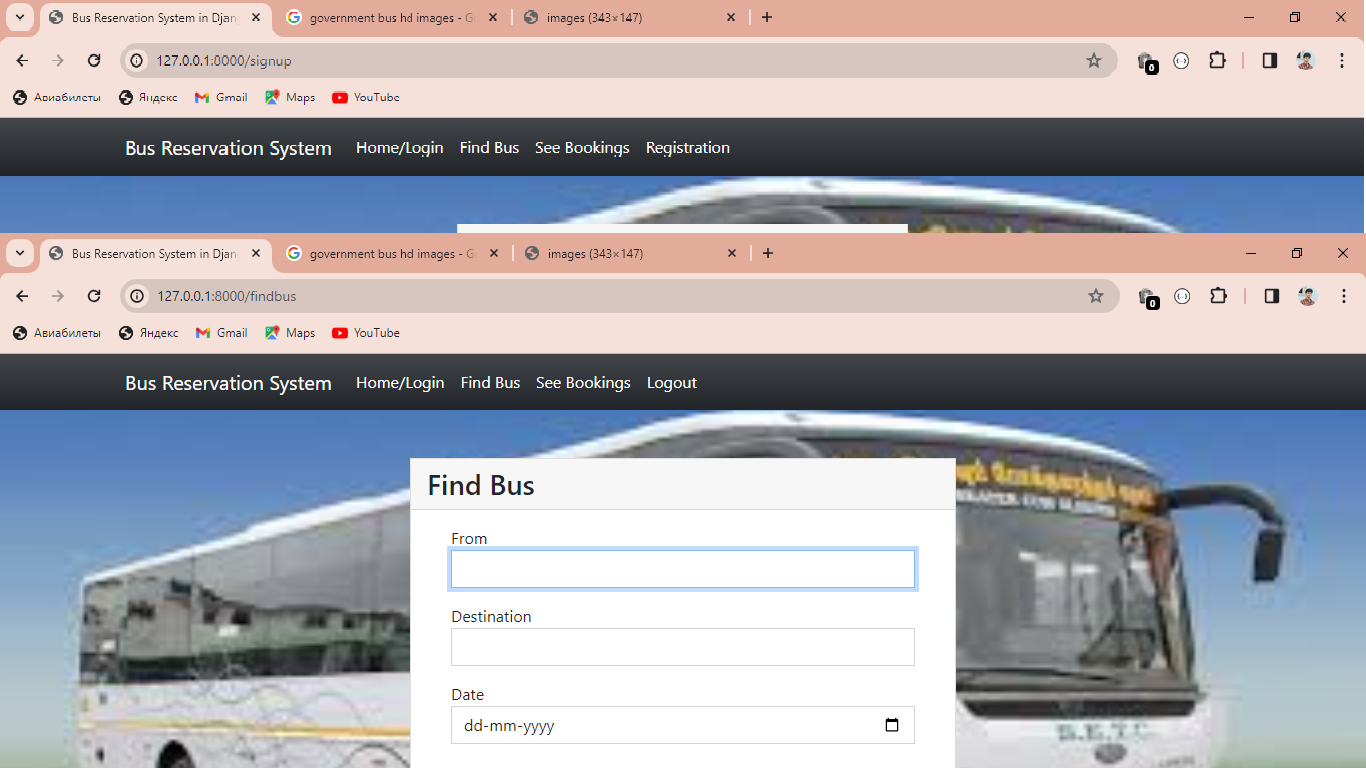 Bus Reservation System in Djan
government bus hd images - G
images (343×147)
127.0.0.1:8000/signup
0
Авиабилеты
Яндекс
Gmail
Maps
YouTube
Bus Reservation System
Home/Login
Find Bus
See Bookings
Registration
Bus Reservation System in Djan
government bus hd images - G
images (343×147)
127.0.0.1:8000/findbus
0
Авиабилеты
Яндекс
Gmail
Maps
YouTube
Bus Reservation System
Home/Login
Find Bus
See Bookings
Logout
Find Bus
From
Destination
Date
dd-mm-yyyy
S.E.T.C